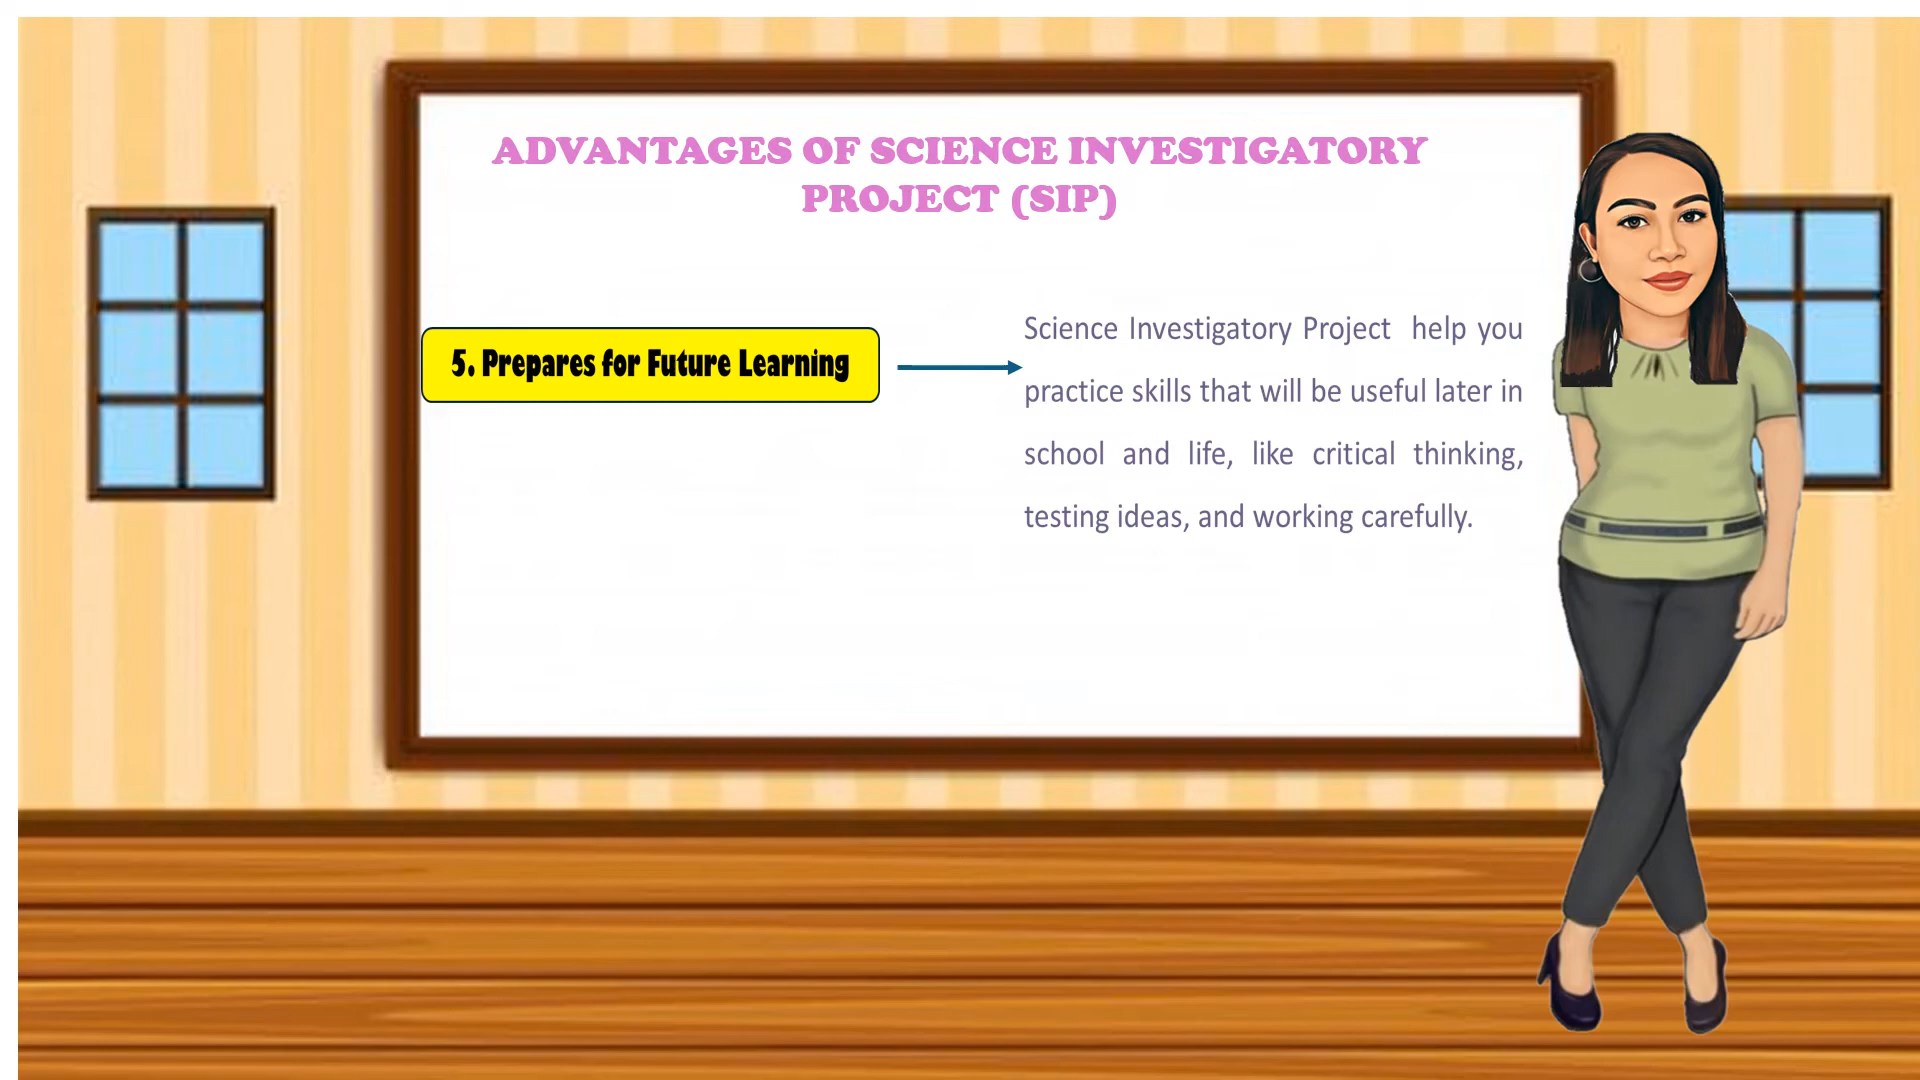 ADVANTAGES OF SCIENCE INVESTIGATORY
PROJECT (SIP)
5. Prepares for Future Learning
Science Investigatory Project help you
practice skills that will be useful later in
school and life, like critical thinking,
testing ideas, and working carefully.